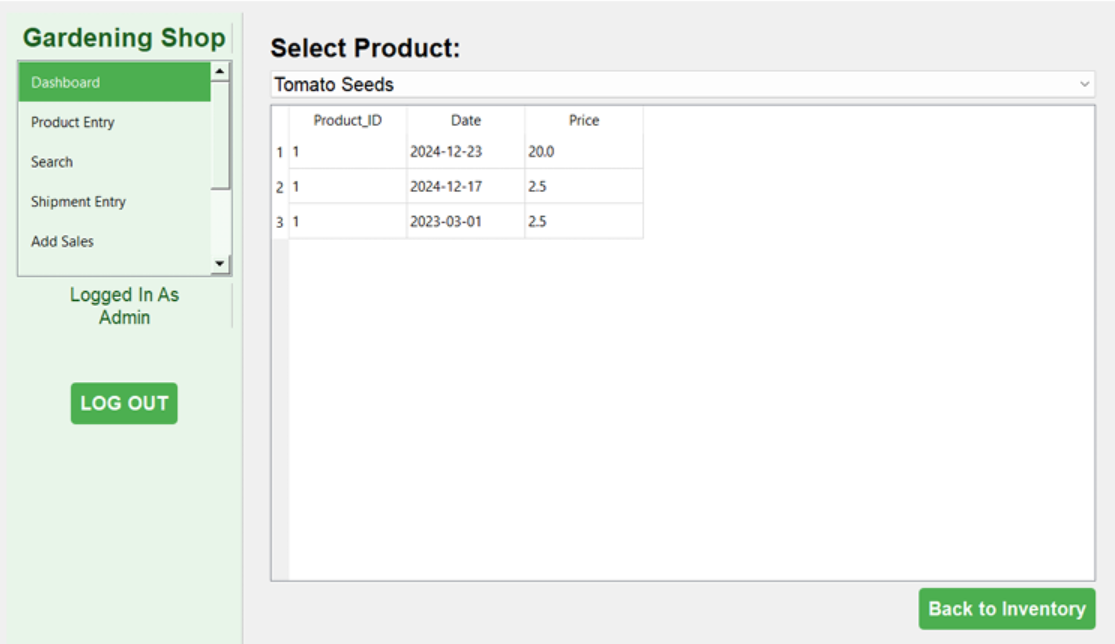 Gardening Shop
Dashboard
Product Entry
Search
Shipment Entry
Add Sales
Logged In As
Admin
LOG OUT
Select Product:
Tomato Seeds
Product_ID Date Price
1 1 2024-12-23 20.0
2 1 2024-12-17 2.5
3 1 2023-03-01 2.5
Back to Inventory